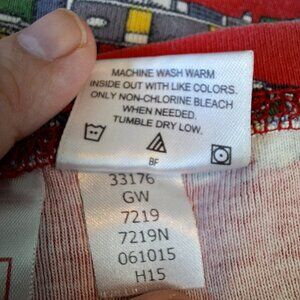 MACHINE WASH WARM
INSIDE OUT WITH LIKE COLORS.
ONLY NON-CHLORINE BLEACH
WHEN NEEDED.
TUMBLE DRY LOW.
BF
33176
GW
7219
7219N
061015
H15